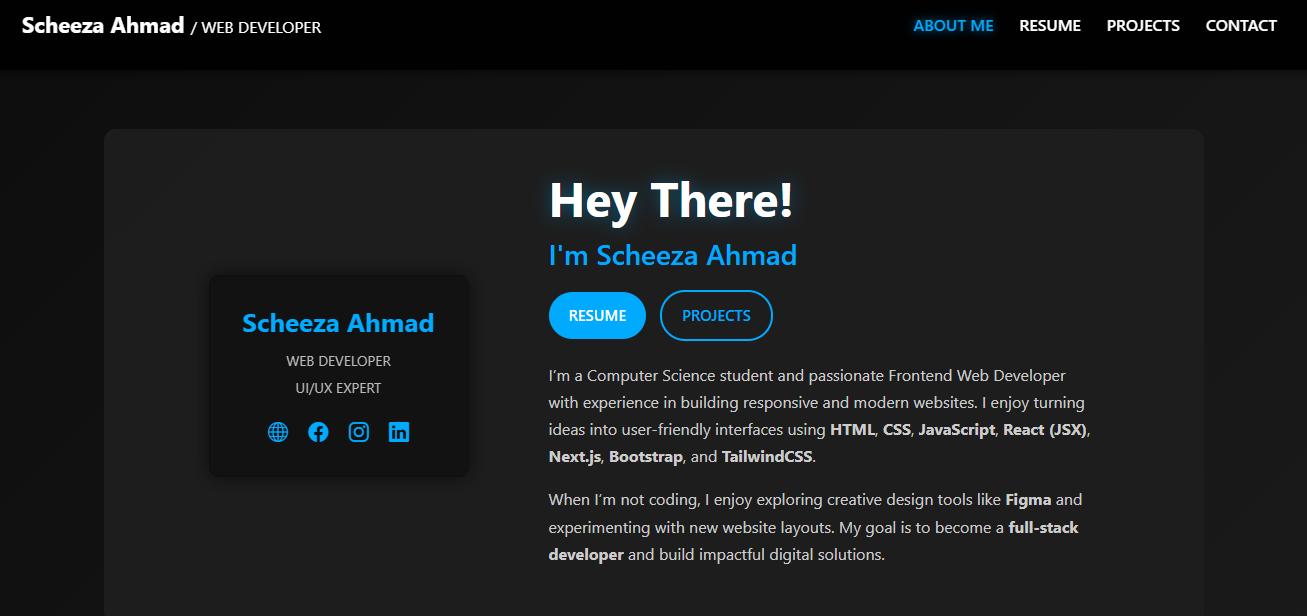 Scheeza Ahmad / WEB DEVELOPER
ABOUT ME RESUME PROJECTS CONTACT
Scheeza Ahmad
WEB DEVELOPER
UI/UX EXPERT
Hey There!
I'm Scheeza Ahmad
RESUME PROJECTS
I’m a Computer Science student and passionate Frontend Web Developer
with experience in building responsive and modern websites. I enjoy turning
ideas into user-friendly interfaces using HTML, CSS, JavaScript, React (JSX),
Next.js, Bootstrap, and TailwindCSS.
When I’m not coding, I enjoy exploring creative design tools like Figma and
experimenting with new website layouts. My goal is to become a full-stack
developer and build impactful digital solutions.